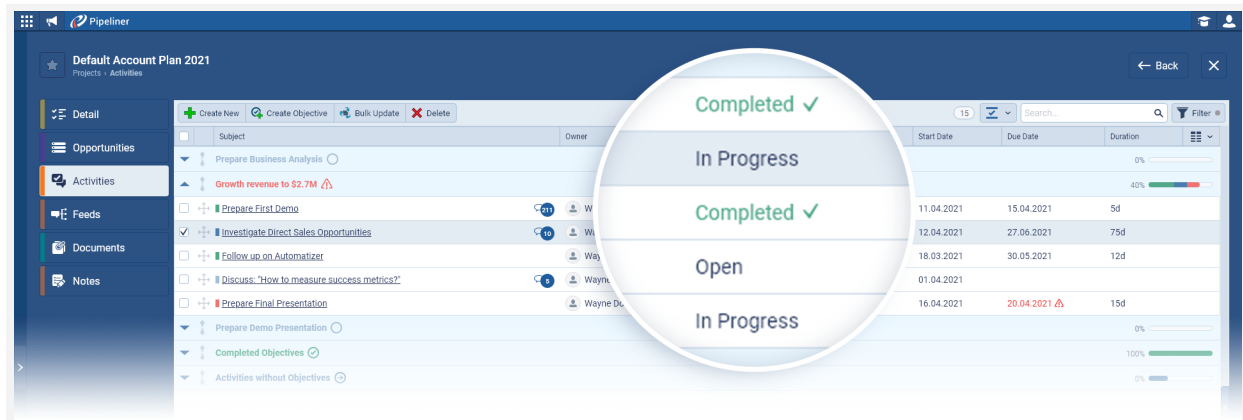 Pipeliner
Default Account Plan 2021
Projects › Activities
← Back
Detail
Opportunities
Activities
Feeds
Documents
Notes
Create New Create Objective Bulk Update Delete 15 Search... Filter
Subject Owner Start Date Due Date Duration
Prepare Business Analysis 0%
Growth revenue to $2.7M 40%
Prepare First Demo 211 W 11.04.2021 15.04.2021 5d
Investigate Direct Sales Opportunities 10 12.04.2021 27.06.2021 75d
Follow up on Automatizer Way 18.03.2021 30.05.2021 12d
Discuss: "How to measure success metrics?" 5 Wayne 01.04.2021
Prepare Final Presentation Wayne Do 16.04.2021 20.04.2021 15d
Prepare Demo Presentation 0%
Completed Objectives 100%
Activities without Objectives 0%
Completed ✓
In Progress
Completed ✓
Open
In Progress